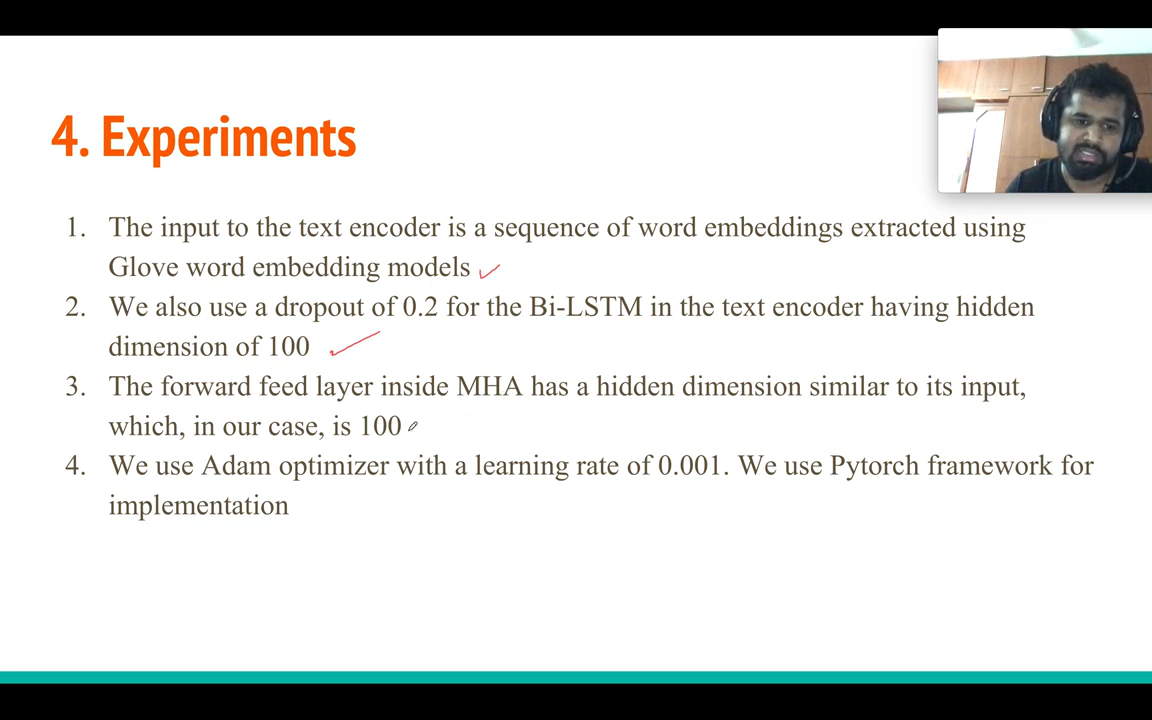 4. Experiments
1. The input to the text encoder is a sequence of word embeddings extracted using
Glove word embedding models
2. We also use a dropout of 0.2 for the Bi-LSTM in the text encoder having hidden
dimension of 100
3. The forward feed layer inside MHA has a hidden dimension similar to its input,
which, in our case, is 100
4. We use Adam optimizer with a learning rate of 0.001. We use Pytorch framework for
implementation